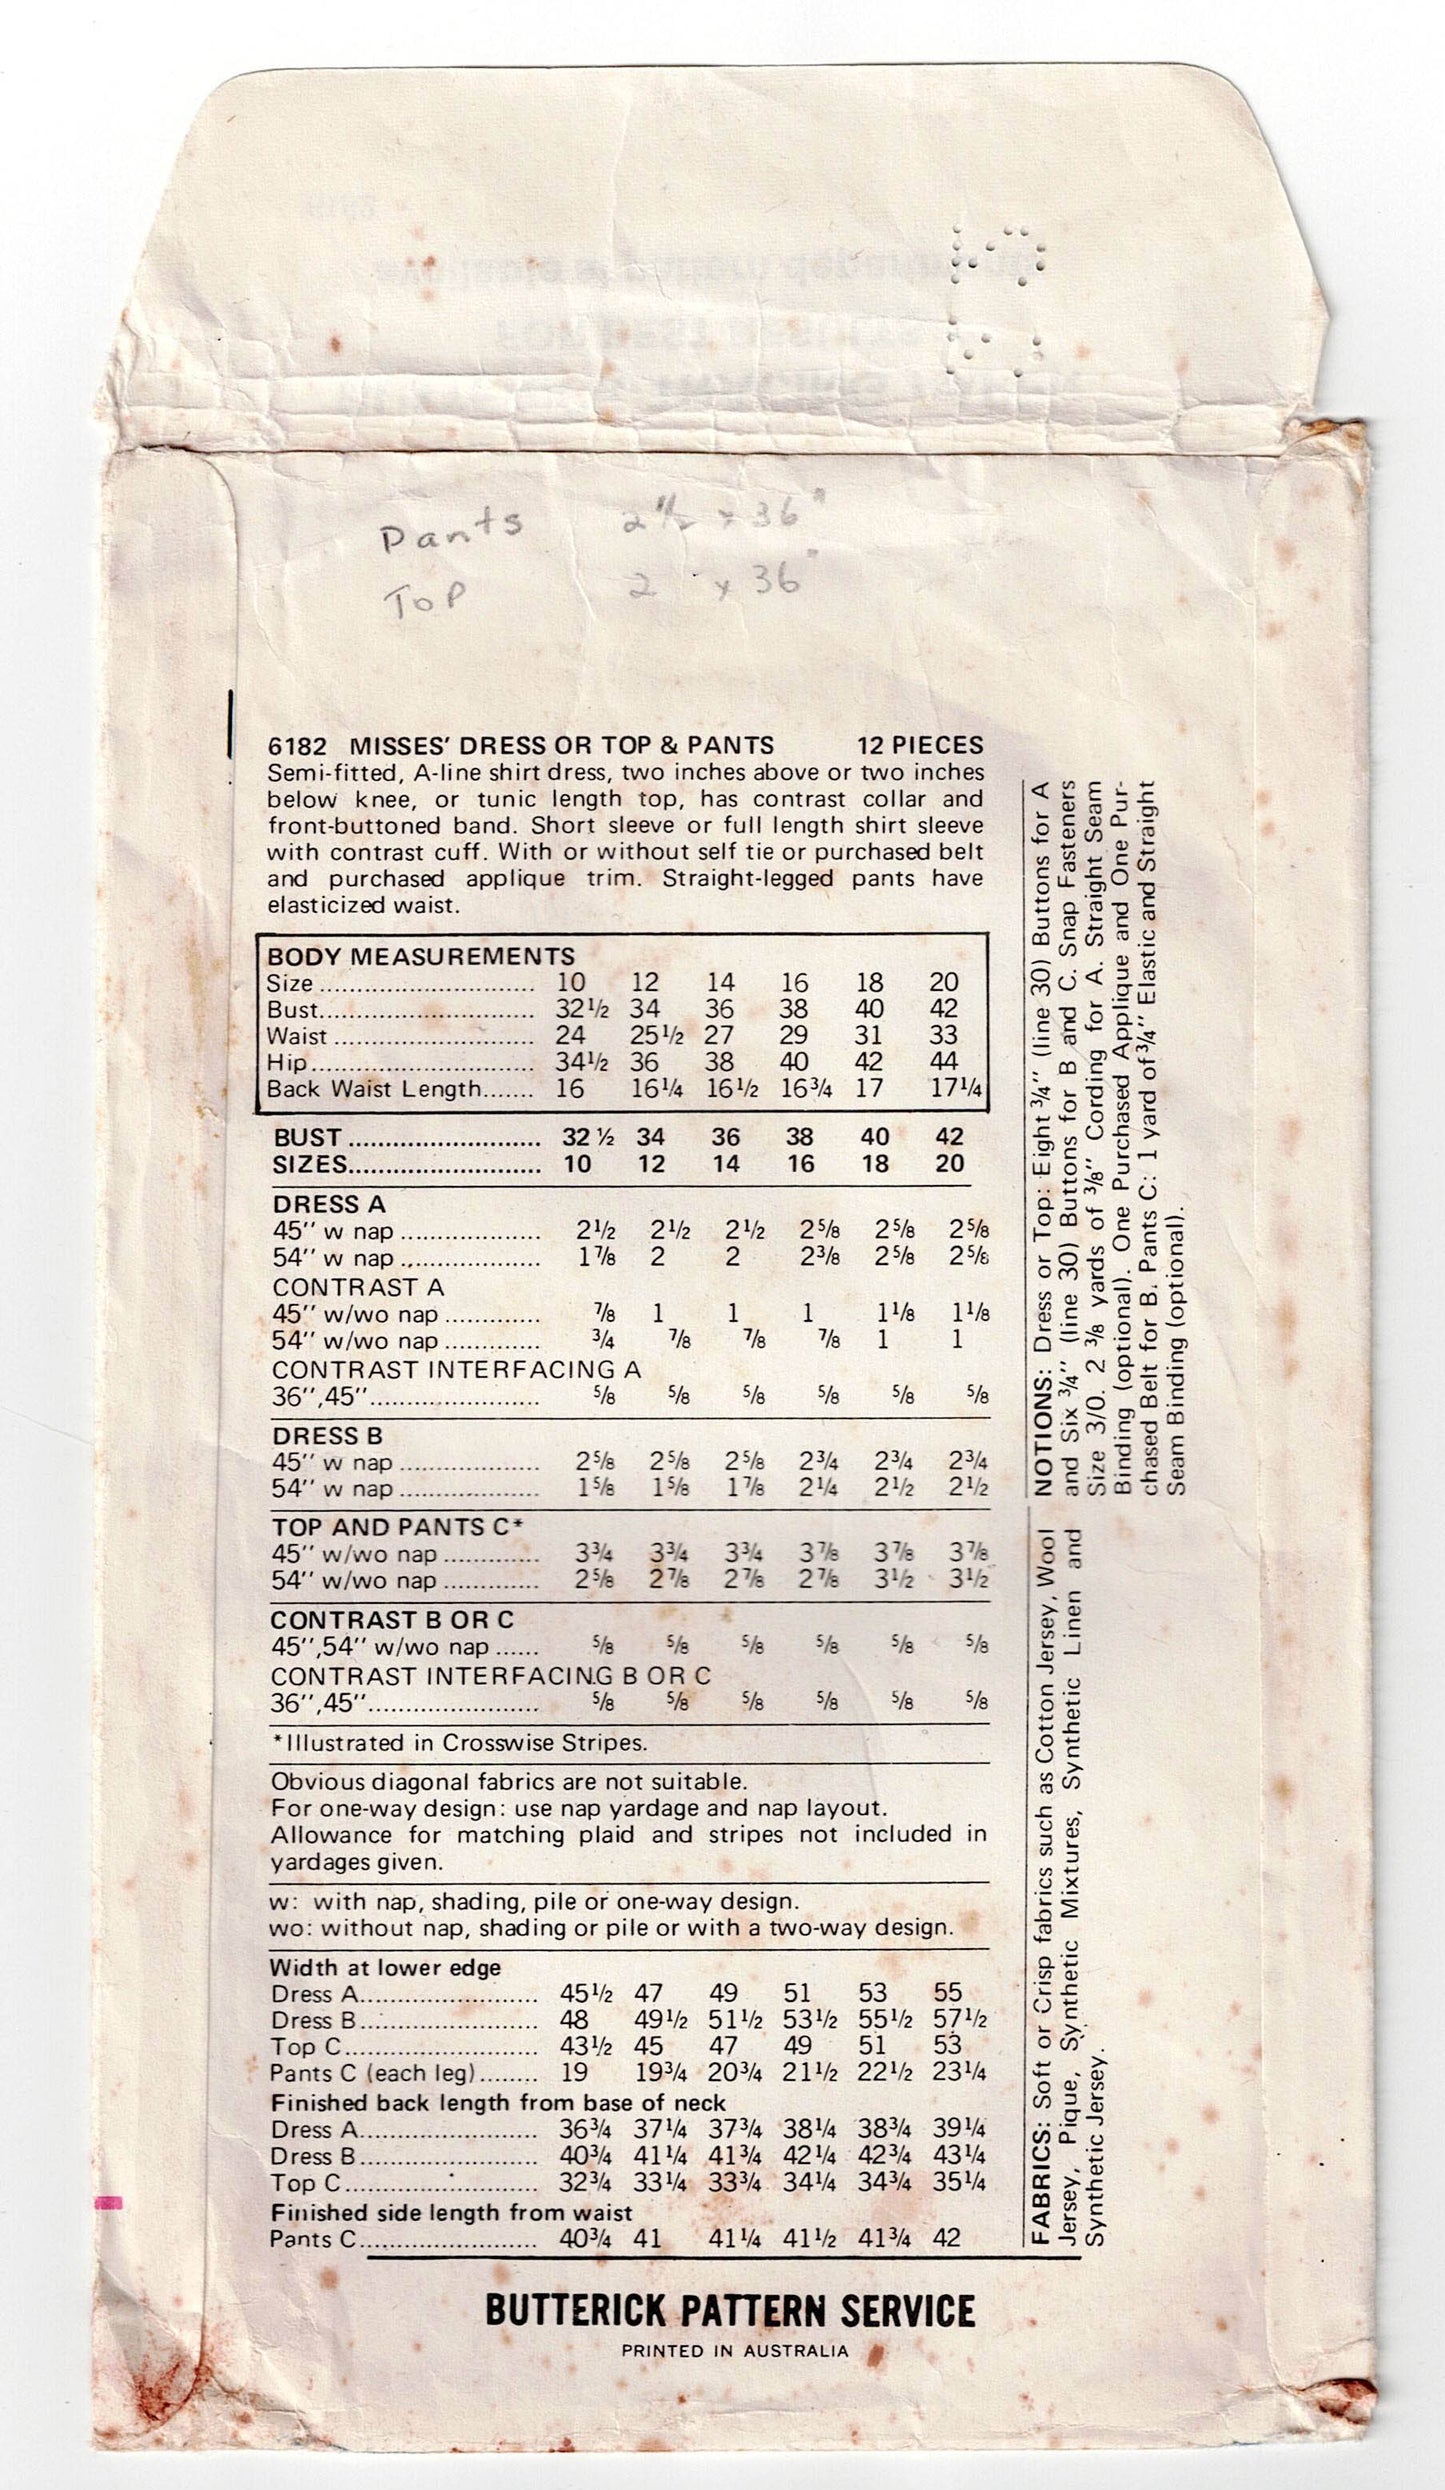 Pants 2 1/2 x 36"
Top 2 x 36"
6182 MISSES' DRESS OR TOP & PANTS 12 PIECES
Semi-fitted, A-line shirt dress, two inches above or two inches
below knee, or tunic length top, has contrast collar and
front-buttoned band. Short sleeve or full length shirt sleeve
with contrast cuff. With or without self tie or purchased belt
and purchased applique trim. Straight-legged pants have
elasticized waist.
BODY MEASUREMENTS
Size 10 12 14 16 18 20
Bust 32½ 34 36 38 40 42
Waist 24 25½ 27 29 31 33
Hip 34½ 36 38 40 42 44
Back Waist Length 16 16¼ 16½ 16¾ 17 17¼
BUST 32 ½ 34 36 38 40 42
SIZES 10 12 14 16 18 20
DRESS A
45'' w nap 2½ 2½ 2½ 2⅝ 2⅝ 2⅝
54'' w nap 1⅞ 2 2 2⅜ 2⅝ 2⅝
CONTRAST A
45'' w/wo nap ⅞ 1 1 1 1⅛ 1⅛
54'' w/wo nap ¾ ⅞ ⅞ ⅞ 1 1
CONTRAST INTERFACING A
36'',45'' ⅝ ⅝ ⅝ ⅝ ⅝ ⅝
DRESS B
45'' w nap 2⅝ 2⅝ 2⅝ 2¾ 2¾ 2¾
54'' w nap 1⅝ 1⅝ 1⅞ 2¼ 2½ 2½
TOP AND PANTS C*
45'' w/wo nap 3¾ 3¾ 3¾ 3⅞ 3⅞ 3⅞
54'' w/wo nap 2⅝ 2⅞ 2⅞ 2⅞ 3½ 3½
CONTRAST B OR C
45'',54'' w/wo nap ⅝ ⅝ ⅝ ⅝ ⅝ ⅝
CONTRAST INTERFACING B OR C
36'',45'' ⅝ ⅝ ⅝ ⅝ ⅝ ⅝
*Illustrated in Crosswise Stripes.
Obvious diagonal fabrics are not suitable.
For one-way design: use nap yardage and nap layout.
Allowance for matching plaid and stripes not included in
yardages given.
w: with nap, shading, pile or one-way design.
wo: without nap, shading or pile or with a two-way design.
Width at lower edge
Dress A 45½ 47 49 51 53 55
Dress B 48 49½ 51½ 53½ 55½ 57½
Top C 43½ 45 47 49 51 53
Pants C (each leg) 19 19¾ 20¾ 21½ 22½ 23¼
Finished back length from base of neck
Dress A 36¾ 37¼ 37¾ 38¼ 38¾ 39¼
Dress B 40¾ 41¼ 41¾ 42¼ 42¾ 43¼
Top C 32¾ 33¼ 33¾ 34¼ 34¾ 35¼
Finished side length from waist
Pants C 40¾ 41 41¼ 41½ 41¾ 42
NOTIONS: Dress or Top: Eight ¾'' (line 30) Buttons for A
and Six ¾'' (line 30) Buttons for B and C. Snap Fasteners
Size 3/0. 2 ⅜ yards of ⅜'' Cording for A. Straight Seam
Binding (optional). One Purchased Applique and One Pur-
chased Belt for B. Pants C: 1 yard of ¾'' Elastic and Straight
Seam Binding (optional).
FABRICS: Soft or Crisp fabrics such as Cotton Jersey, Wool
Jersey, Pique, Synthetic Mixtures, Synthetic Linen and
Synthetic Jersey.
BUTTERICK PATTERN SERVICE
PRINTED IN AUSTRALIA